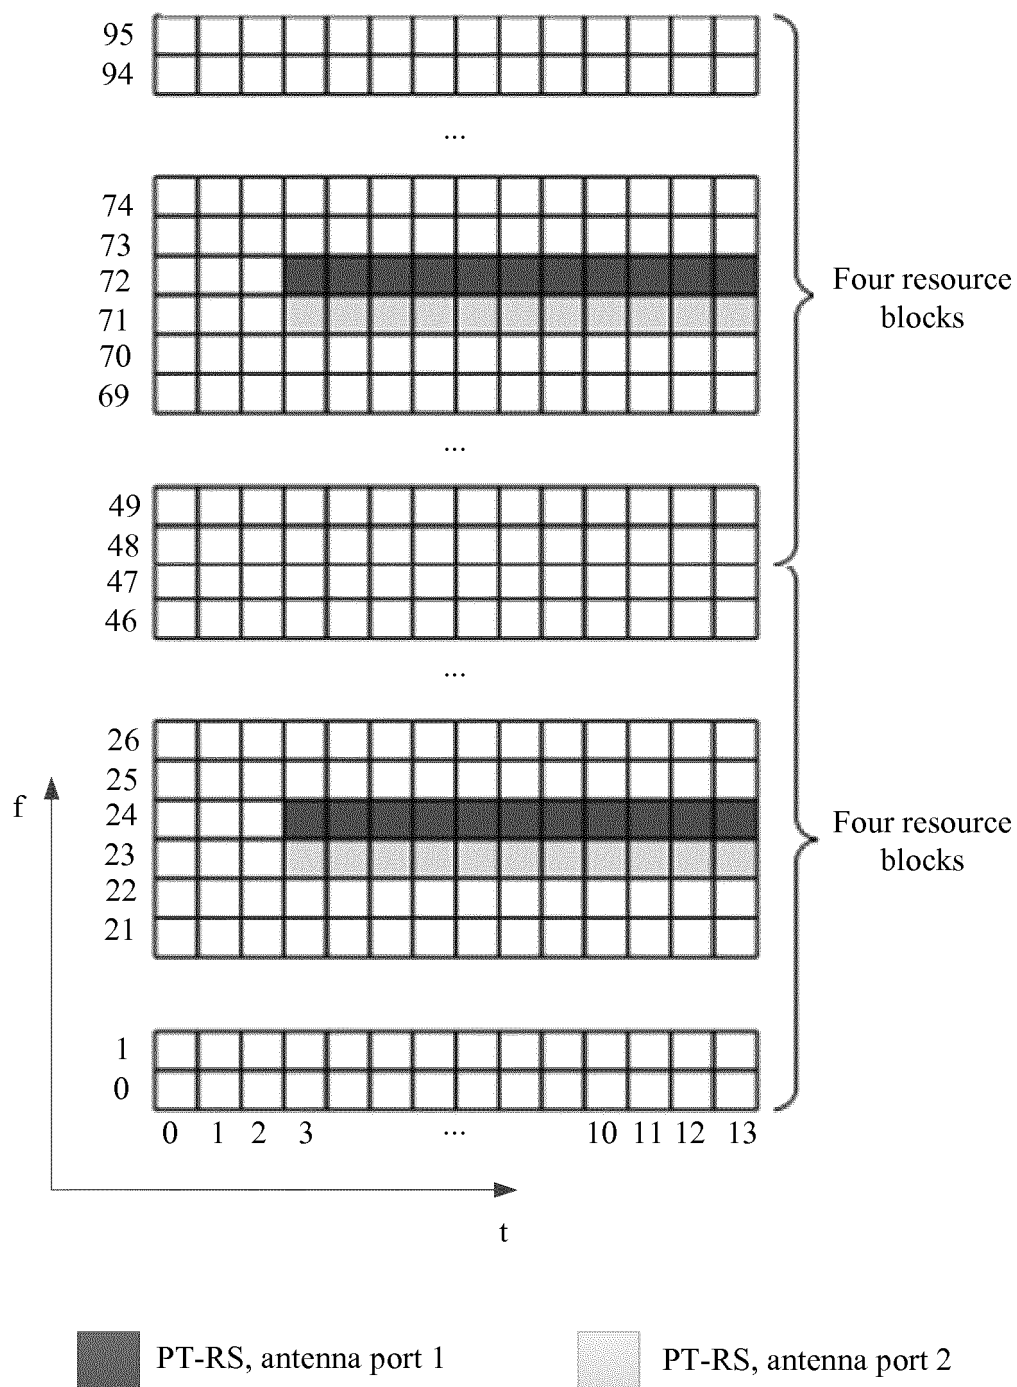 95
94
...
74
73
72
71
70
69
Four resource
blocks
...
49
48
47
46
...
26
25
24
23
22
21
Four resource
blocks
f
1
0
0 1 2 3 ... 10 11 12 13
t
PT-RS, antenna port 1
PT-RS, antenna port 2